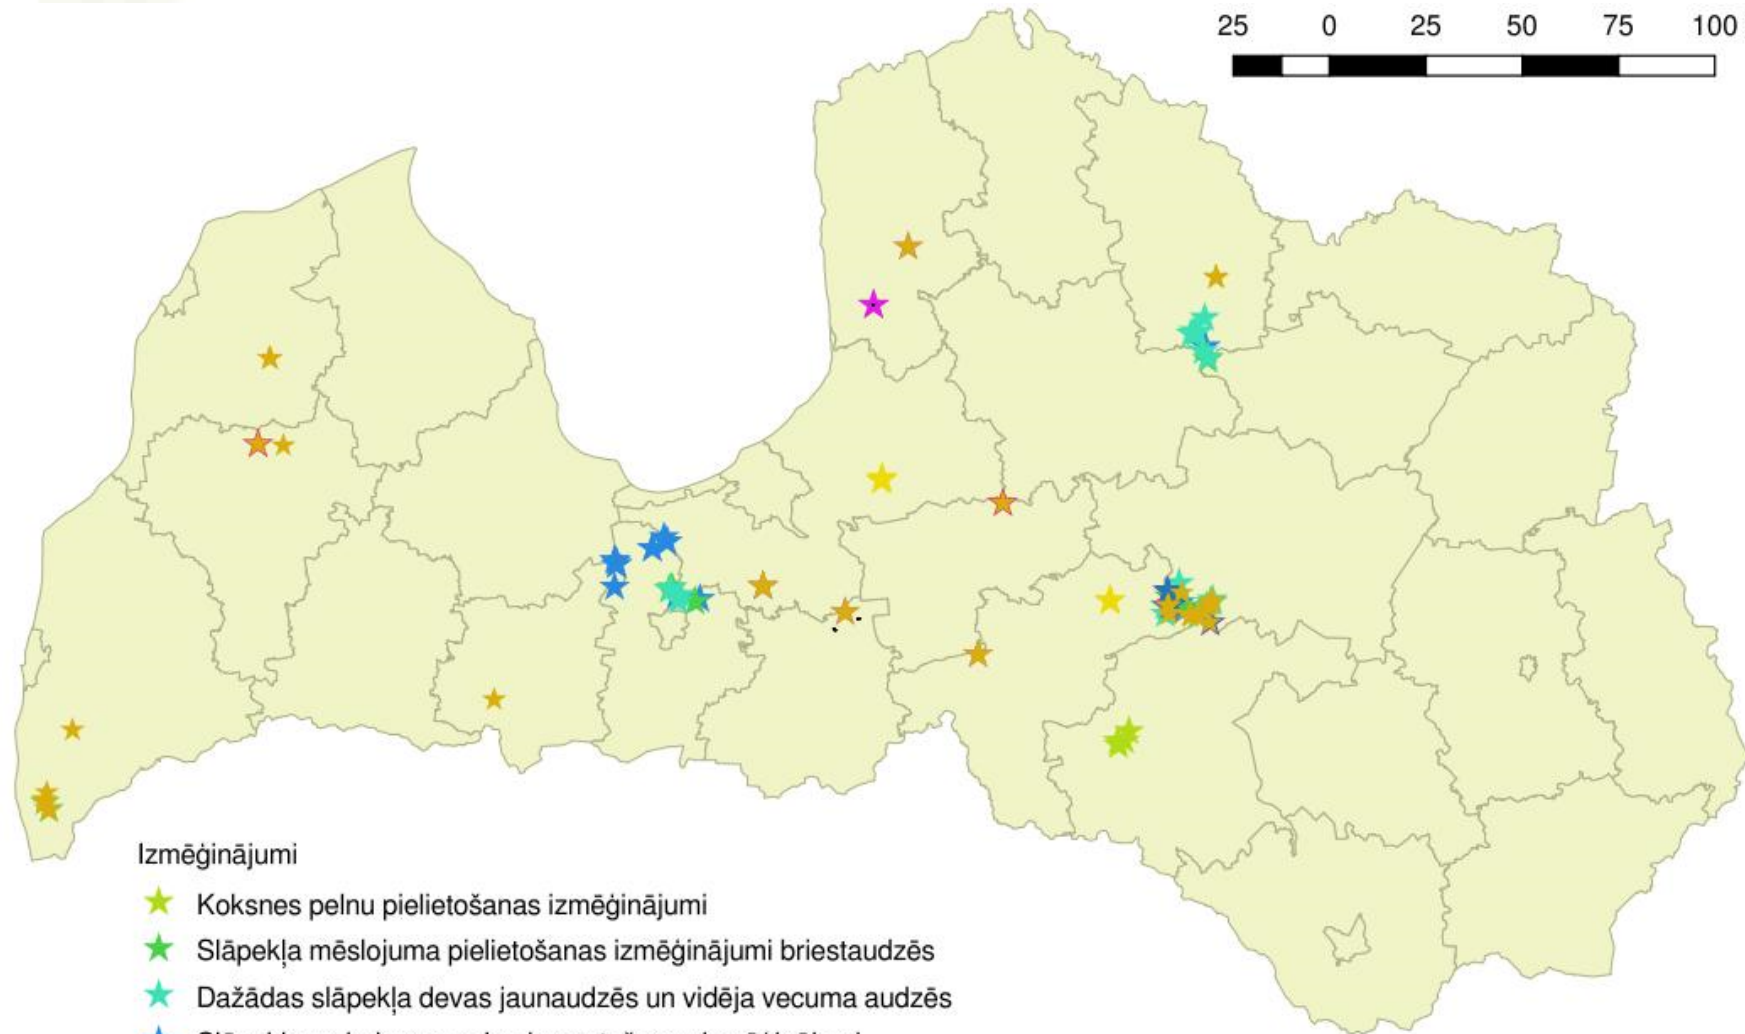 25 0 25 50 75 100
Izmēģinājumi
Koksnes pelnu pielietošanas izmēģinājumi
Slāpekļa mēslojuma pielietošanas izmēģinājumi briestaudzēs
Dažādas slāpekļa devas jaunaudzēs un vidēja vecuma audzēs